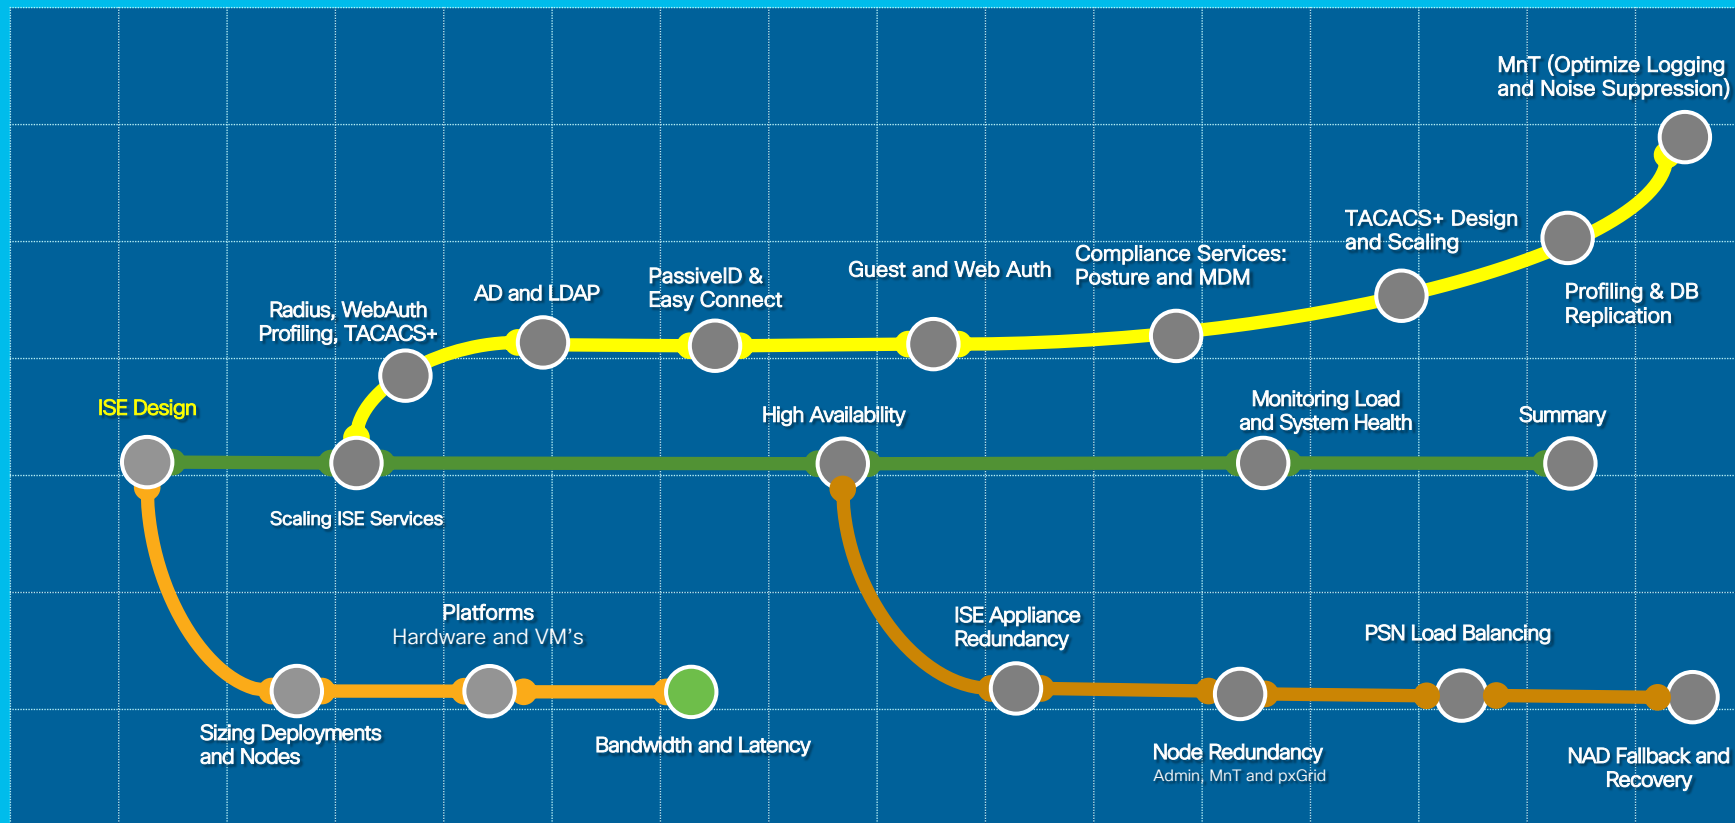 MnT (Optimize Logging
and Noise Suppression)
TACACS+ Design
and Scaling
Compliance Services:
Posture and MDM
Guest and Web Auth
PassiveID &
Easy Connect
AD and LDAP
Radius, WebAuth
Profiling, TACACS+
Profiling & DB
Replication
ISE Design
High Availability
Monitoring Load
and System Health
Summary
Scaling ISE Services
Platforms
Hardware and VM's
ISE Appliance
Redundancy
PSN Load Balancing
Sizing Deployments
and Nodes
Bandwidth and Latency
Node Redundancy
Admin, MnT and pxGrid
NAD Fallback and
Recovery